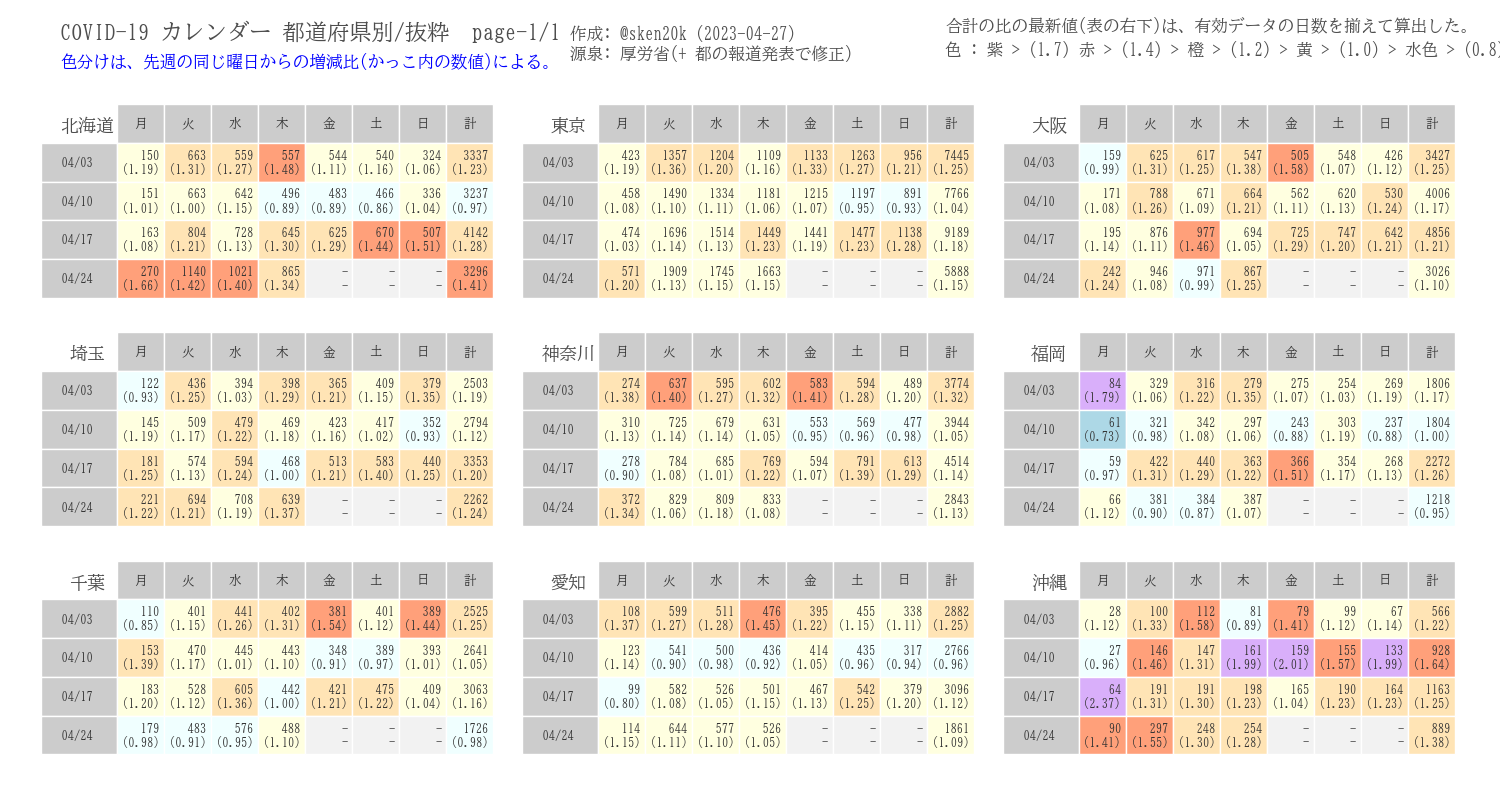 COVID-19 カレンダー 都道府県別/抜粋 page-1/1
色分けは、先週の同じ曜日からの増減比(かっこ内の数値)による。
作成: @sken20k (2023-04-27)
源泉: 厚労省(+ 都の報道発表で修正)
合計の比の最新値(表の右下)は、有効データの日数を揃えて算出した。
色 : 紫 > (1.7) 赤 > (1.4) 橙 > (1.2) 黄 > (1.0) 水色 > (0.8)
北海道 月 火 水 木 金 土 日 計
04/03 150 663 559 557 544 540 324 3337
(1.19) (1.31) (1.27) (1.48) (1.11) (1.16) (1.06) (1.23)
04/10 151 663 642 496 483 466 336 3237
(1.01) (1.00) (1.15) (0.89) (0.89) (0.86) (1.04) (0.97)
04/17 163 804 728 645 625 670 507 4142
(1.08) (1.21) (1.13) (1.30) (1.29) (1.44) (1.51) (1.28)
04/24 270 1140 1021 865 – – – 3296
(1.66) (1.42) (1.40) (1.34) – – – (1.41)
東京 月 火 水 木 金 土 日 計
04/03 423 1357 1204 1109 1133 1263 956 7445
(1.19) (1.36) (1.20) (1.16) (1.33) (1.27) (1.21) (1.25)
04/10 458 1490 1334 1181 1215 1197 891 7766
(1.08) (1.10) (1.11) (1.06) (1.07) (0.95) (0.93) (1.04)
04/17 474 1696 1514 1449 1441 1477 1138 9189
(1.03) (1.14) (1.13) (1.23) (1.19) (1.23) (1.28) (1.18)
04/24 571 1909 1745 1663 – – – 5888
(1.20) (1.13) (1.15) (1.15) – – – (1.15)
大阪 月 火 水 木 金 土 日 計
04/03 159 625 617 547 505 548 426 3427
(0.99) (1.31) (1.25) (1.38) (1.58) (1.07) (1.12) (1.25)
04/10 171 788 671 664 562 620 530 4006
(1.08) (1.26) (1.09) (1.21) (1.11) (1.13) (1.24) (1.17)
04/17 195 876 977 694 725 747 642 4856
(1.14) (1.11) (1.46) (1.05) (1.29) (1.20) (1.21) (1.21)
04/24 242 946 971 867 – – – 3026
(1.24) (1.08) (0.99) (1.25) – – – (1.10)
埼玉 月 火 水 木 金 土 日 計
04/03 122 436 394 398 365 409 379 2503
(0.93) (1.25) (1.03) (1.29) (1.21) (1.15) (1.35) (1.19)
04/10 145 509 479 469 423 417 352 2794
(1.19) (1.17) (1.22) (1.18) (1.16) (1.02) (0.93) (1.12)
04/17 181 574 594 468 513 583 440 3353
(1.25) (1.13) (1.24) (1.00) (1.21) (1.40) (1.25) (1.20)
04/24 221 694 708 639 – – – 2262
(1.22) (1.21) (1.19) (1.37) – – – (1.24)
神奈川 月 火 水 木 金 土 日 計
04/03 274 637 595 602 583 594 489 3774
(1.38) (1.40) (1.27) (1.32) (1.41) (1.28) (1.20) (1.32)
04/10 310 725 679 631 553 569 477 3944
(1.13) (1.14) (1.14) (1.05) (0.95) (0.96) (0.98) (1.05)
04/17 278 784 685 769 594 791 613 4514
(0.90) (1.08) (1.01) (1.22) (1.07) (1.39) (1.29) (1.14)
04/24 372 829 809 833 – – – 2843
(1.34) (1.06) (1.18) (1.08) – – – (1.13)
福岡 月 火 水 木 金 土 日 計
04/03 84 329 316 279 275 254 269 1806
(1.79) (1.06) (1.22) (1.35) (1.07) (1.03) (1.19) (1.17)
04/10 61 321 342 297 243 303 237 1804
(0.73) (0.98) (1.08) (1.06) (0.88) (1.19) (0.88) (1.00)
04/17 59 422 440 363 366 354 268 2272
(0.97) (1.31) (1.29) (1.22) (1.51) (1.17) (1.13) (1.26)
04/24 66 381 384 387 – – – 1218
(1.12) (0.90) (0.87) (1.07) – – – (0.95)
千葉 月 火 水 木 金 土 日 計
04/03 110 401 441 402 381 401 389 2525
(0.85) (1.15) (1.26) (1.31) (1.54) (1.12) (1.44) (1.25)
04/10 153 470 445 443 348 389 393 2641
(1.39) (1.17) (1.01) (1.10) (0.91) (0.97) (1.01) (1.05)
04/17 183 528 605 442 421 475 409 3063
(1.20) (1.12) (1.36) (1.00) (1.21) (1.22) (1.04) (1.16)
04/24 179 483 576 488 – – – 1726
(0.98) (0.91) (0.95) (1.10) – – – (0.98)
愛知 月 火 水 木 金 土 日 計
04/03 108 599 511 476 395 455 338 2882
(1.37) (1.27) (1.28) (1.45) (1.22) (1.15) (1.11) (1.25)
04/10 123 541 500 436 414 435 317 2766
(1.14) (0.90) (0.98) (0.92) (1.05) (0.96) (0.94) (0.96)
04/17 99 582 526 501 467 542 379 3096
(0.80) (1.08) (1.05) (1.15) (1.13) (1.25) (1.20) (1.12)
04/24 114 644 577 526 – – – 1861
(1.15) (1.11) (1.10) (1.05) – – – (1.09)
沖縄 月 火 水 木 金 土 日 計
04/03 28 100 112 81 79 99 67 566
(1.12) (1.33) (1.58) (0.89) (1.41) (1.12) (1.14) (1.22)
04/10 27 146 147 161 159 155 133 928
(0.96) (1.46) (1.31) (1.99) (2.01) (1.57) (1.99) (1.64)
04/17 64 191 191 198 165 190 164 1163
(2.37) (1.31) (1.30) (1.23) (1.04) (1.23) (1.23) (1.25)
04/24 90 297 248 254 – – – 889
(1.41) (1.55) (1.30) (1.28) – – – (1.38)